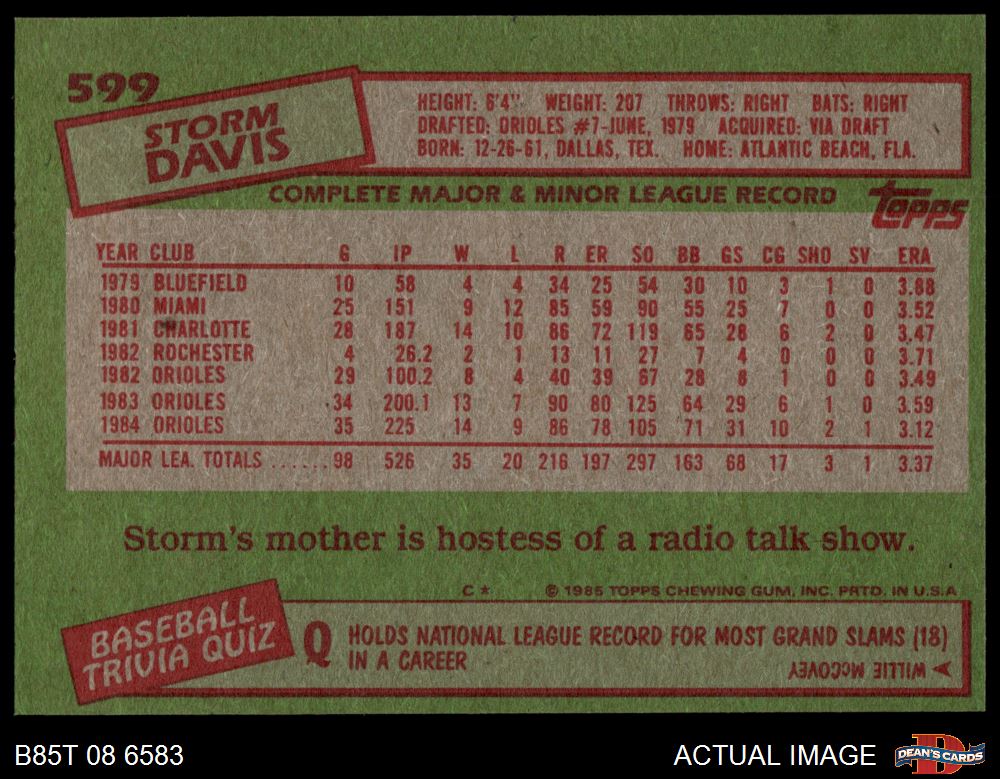 599
STORM
DAVIS
HEIGHT: 6'4" WEIGHT: 207 THROWS: RIGHT BATS: RIGHT
DRAFTED: ORIOLES #7-JUNE, 1979 ACQUIRED: VIA DRAFT
BORN: 12-26-61, DALLAS, TEX. HOME: ATLANTIC BEACH, FLA.
COMPLETE MAJOR & MINOR LEAGUE RECORD
TOPPS
YEAR CLUB G IP W L R ER SO BB GS CG SHO SV ERA
1979 BLUEFIELD 10 58 4 4 34 25 54 30 10 3 1 0 3.88
1980 MIAMI 25 151 9 12 85 59 90 55 25 7 0 0 3.52
1981 CHARLOTTE 28 187 14 10 86 72 119 65 28 6 2 0 3.47
1982 ROCHESTER 4 26.2 2 1 13 11 27 7 4 0 0 0 3.71
1982 ORIOLES 29 100.2 8 4 40 39 67 28 8 1 0 0 3.49
1983 ORIOLES 34 200.1 13 7 90 80 125 64 29 6 1 0 3.59
1984 ORIOLES 35 225 14 9 86 78 105 71 31 10 2 1 3.12
MAJOR LEA. TOTALS ...... 98 526 35 20 216 197 297 163 68 17 3 1 3.37
Storm's mother is hostess of a radio talk show.
C* © 1985 TOPPS CHEWING GUM, INC. PRTD. IN U.S.A
BASEBALL
TRIVIA QUIZ
Q HOLDS NATIONAL LEAGUE RECORD FOR MOST GRAND SLAMS (18)
IN A CAREER
WILLIE McCOVEY
B85T 08 6583
ACTUAL IMAGE
DEAN'S CARDS